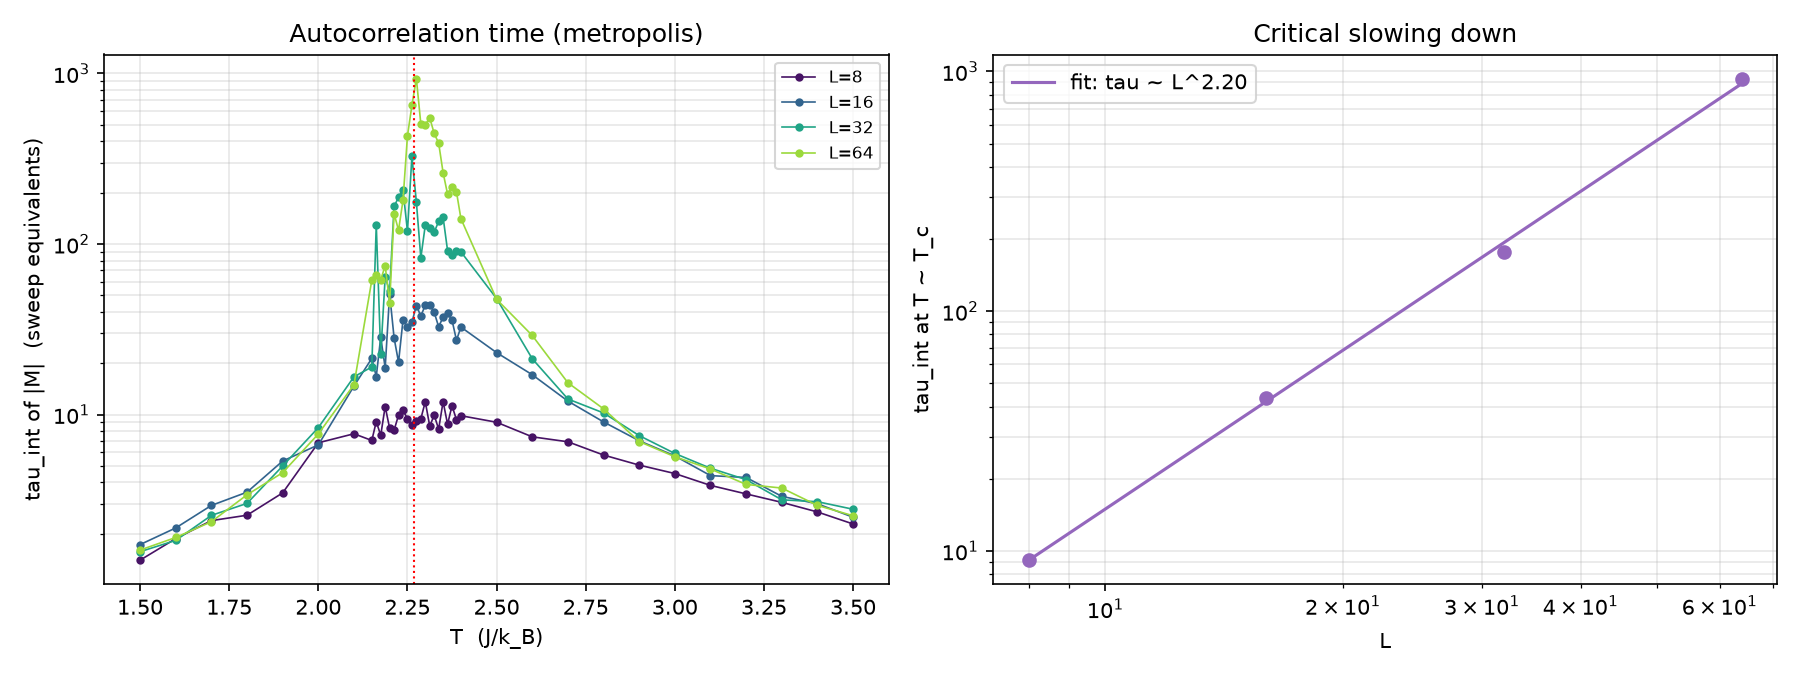 Autocorrelation time (metropolis)
tau_int of |M|  (sweep equivalents)
10^3
10^2
10^1
L=8
L=16
L=32
L=64
1.50 1.75 2.00 2.25 2.50 2.75 3.00 3.25 3.50
T  (J/k_B)
Critical slowing down
tau_int at T ~ T_c
10^3
10^2
10^1
fit: tau ~ L^2.20
10^1 2 × 10^1 3 × 10^1 4 × 10^1 6 × 10^1
L